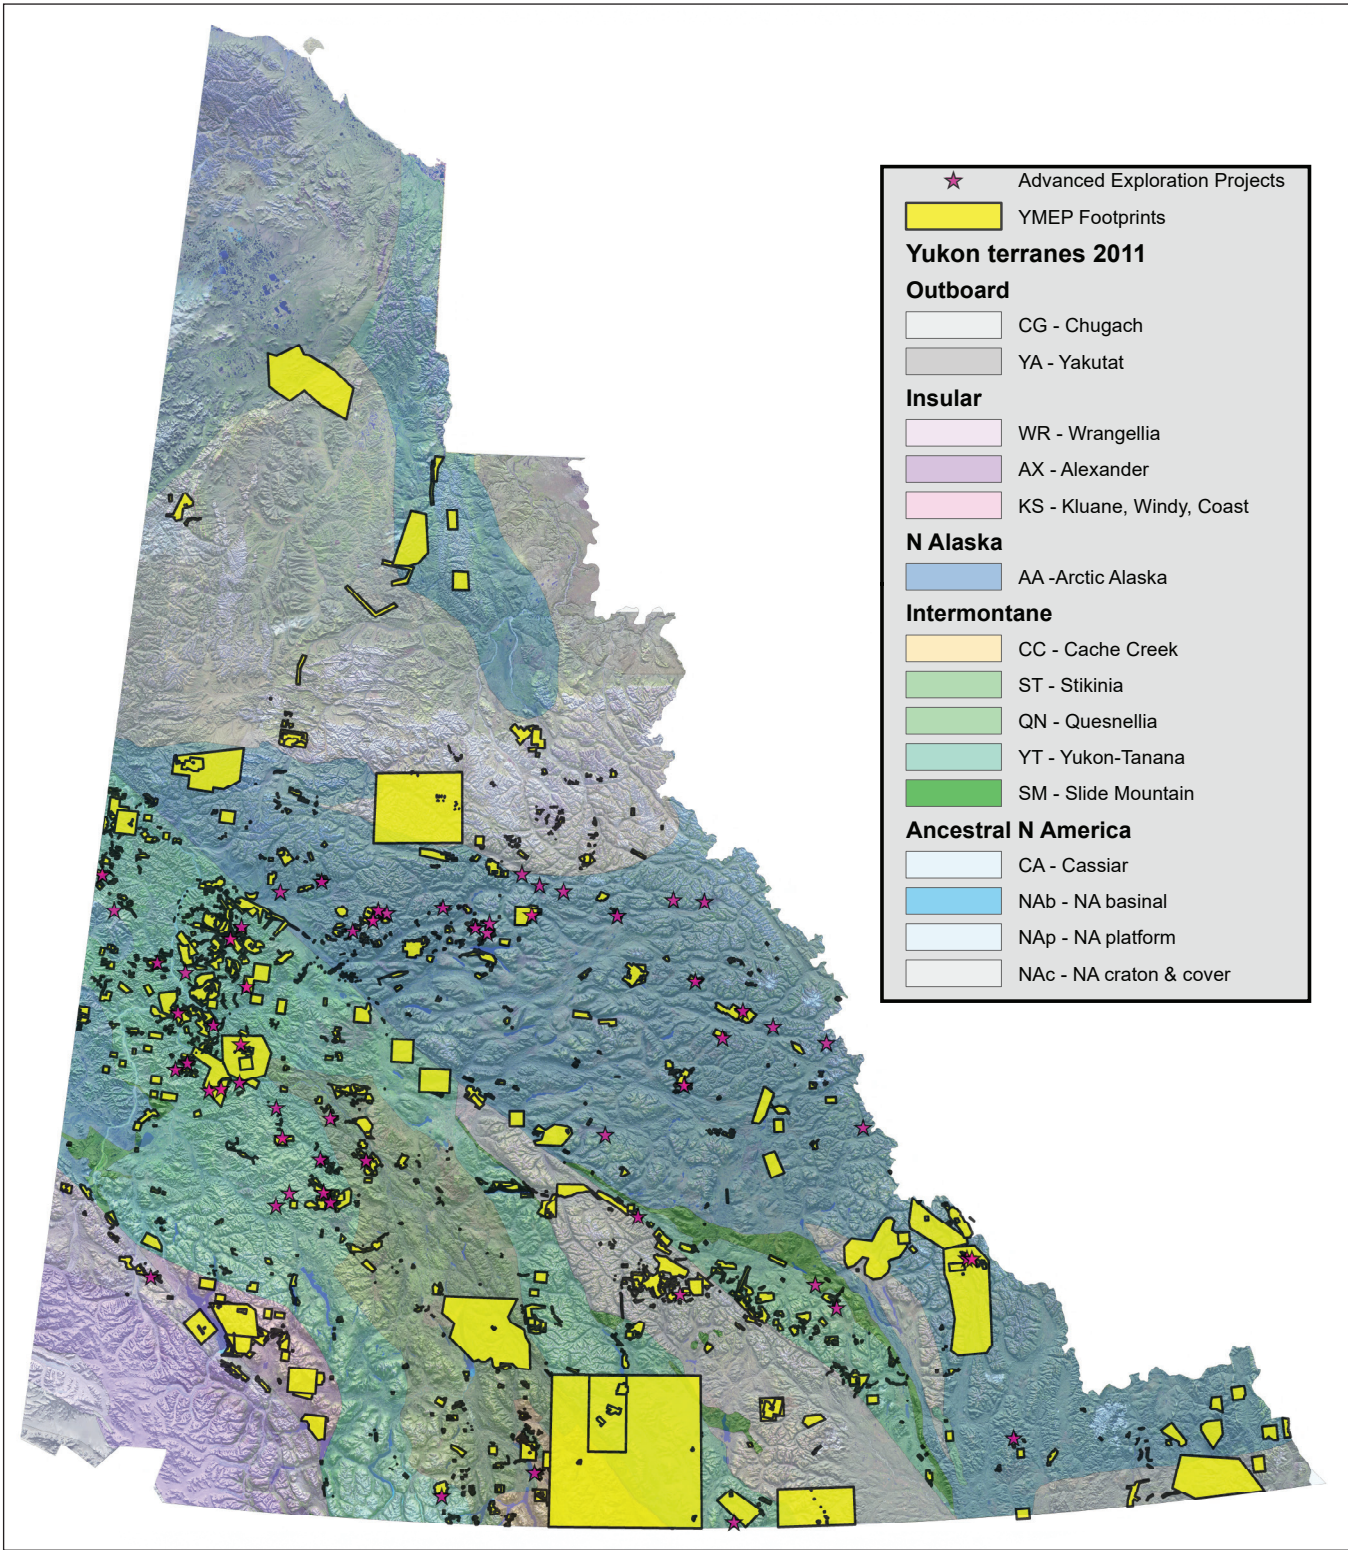 Advanced Exploration Projects
YMEP Footprints
Yukon terranes 2011
Outboard
CG - Chugach
YA - Yakutat
Insular
WR - Wrangellia
AX - Alexander
KS - Kluane, Windy, Coast
N Alaska
AA -Arctic Alaska
Intermontane
CC - Cache Creek
ST - Stikinia
QN - Quesnellia
YT - Yukon-Tanana
SM - Slide Mountain
Ancestral N America
CA - Cassiar
NAb - NA basinal
NAp - NA platform
NAc - NA craton & cover